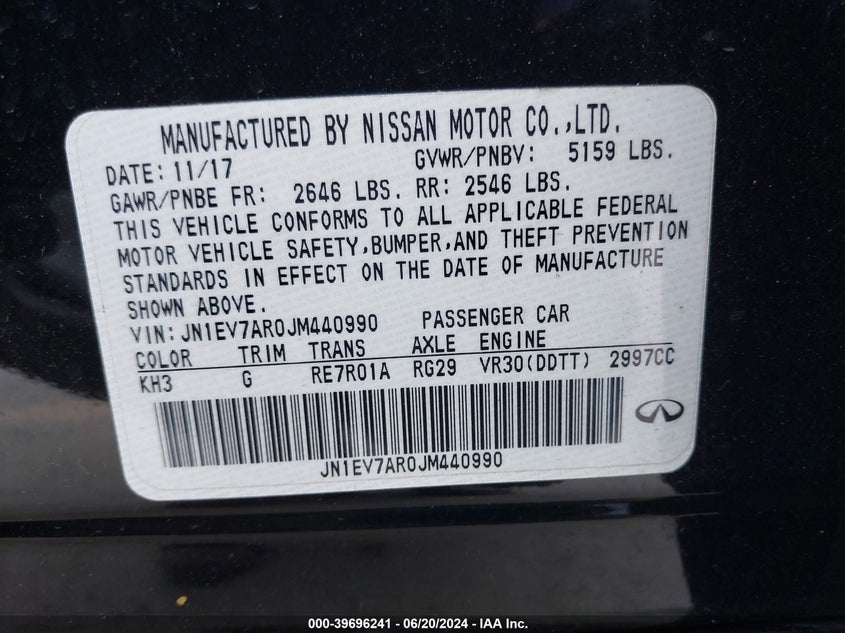 MANUFACTURED BY NISSAN MOTOR CO.,LTD.
DATE: 11/17 GVWR/PNBV: 5159 LBS.
GAWR/PNBE FR: 2646 LBS. RR: 2546 LBS.
THIS VEHICLE CONFORMS TO ALL APPLICABLE FEDERAL
MOTOR VEHICLE SAFETY,BUMPER,AND THEFT PREVENTION
STANDARDS IN EFFECT ON THE DATE OF MANUFACTURE
SHOWN ABOVE.
VIN:JN1EV7AR0JM440990 PASSENGER CAR
COLOR TRIM TRANS AXLE ENGINE
KH3 G RE7R01A RG29 VR30(DDTT) 2997CC
JN1EV7AR0JM440990
000-39696241 - 06/20/2024 - IAA Inc.